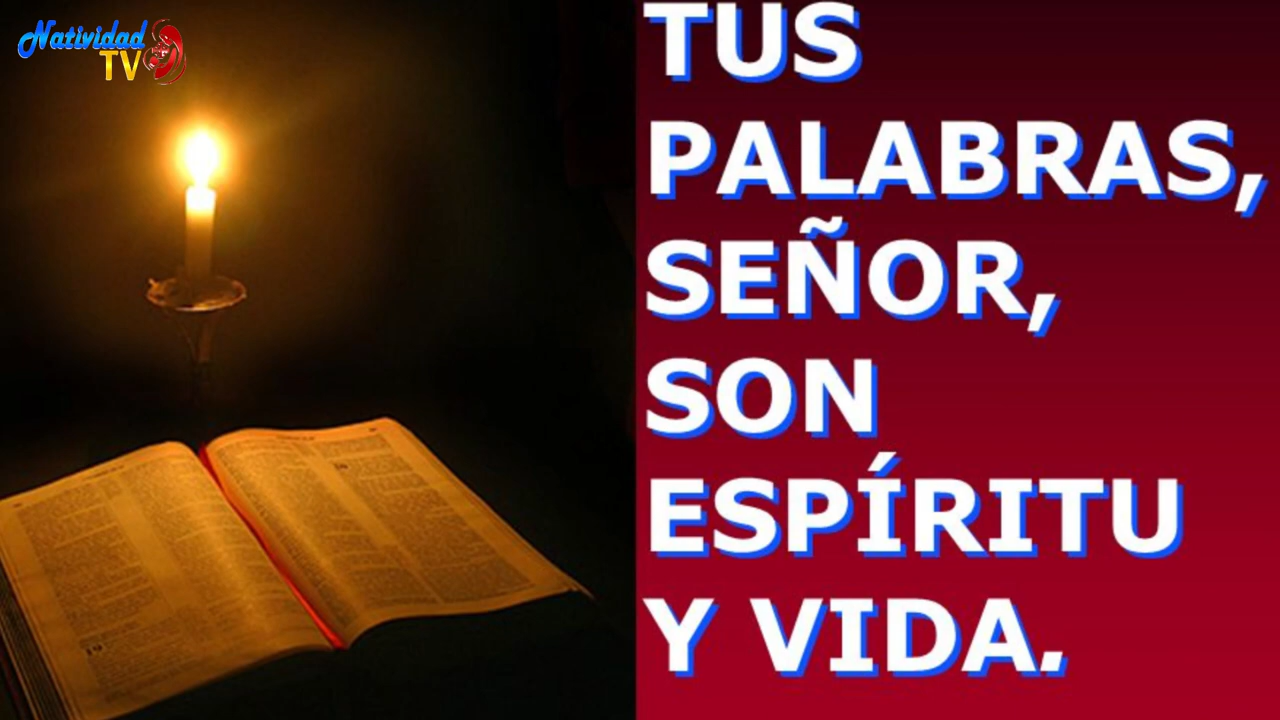 Natividad
TV
TUS
PALABRAS,
SEÑOR,
SON
ESPÍRITU
Y VIDA.